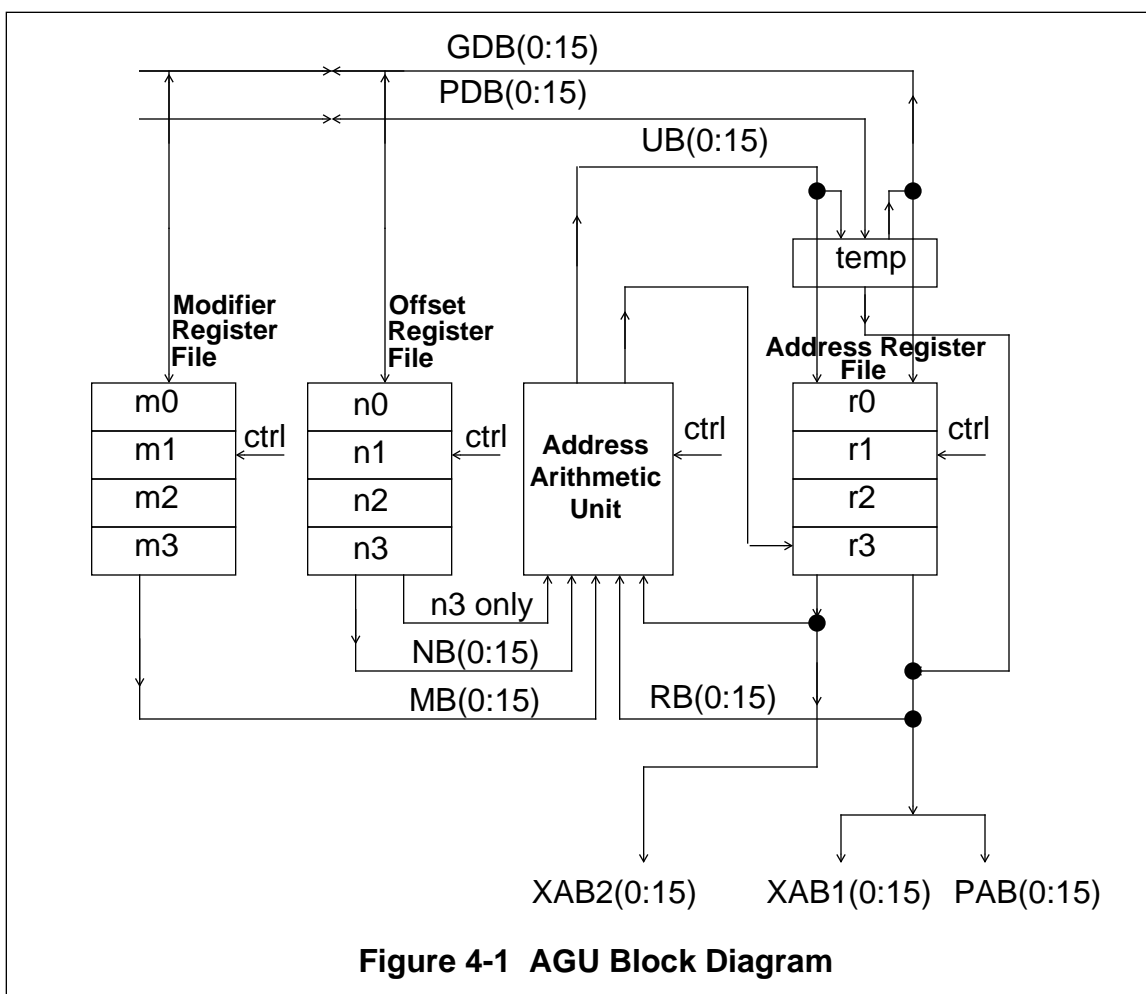 GDB(0:15)
PDB(0:15)
UB(0:15)
temp
Modifier
Register
File
Offset
Register
File
Address Register
File
m0
m1
m2
m3
ctrl
n0
n1
n2
n3
ctrl
Address
Arithmetic
Unit
ctrl
r0
r1
r2
r3
ctrl
n3 only
NB(0:15)
MB(0:15)
RB(0:15)
XAB2(0:15)
XAB1(0:15)
PAB(0:15)
Figure 4-1 AGU Block Diagram